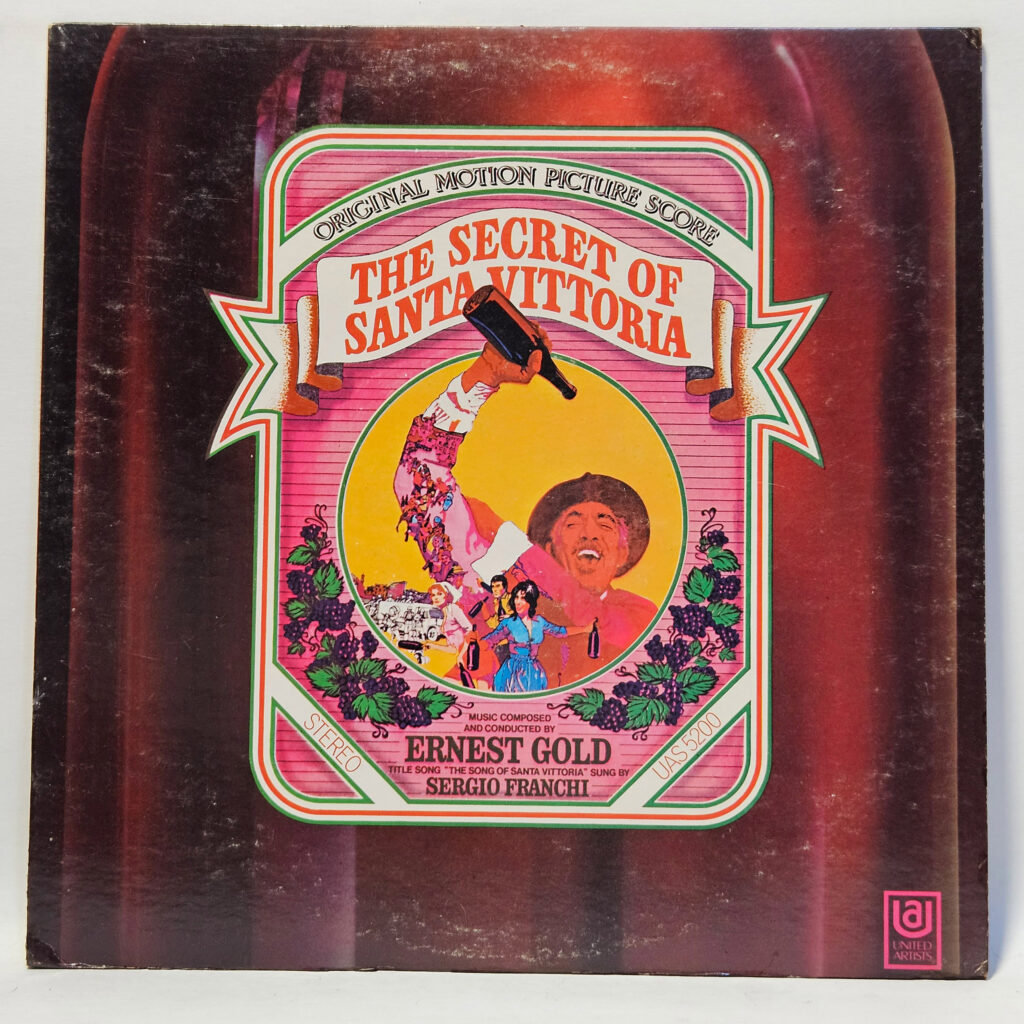 ORIGINAL MOTION PICTURE SCORE
THE SECRET OF
SANTA VITTORIA
MUSIC COMPOSED
AND CONDUCTED BY
ERNEST GOLD
TITLE SONG "THE SONG OF SANTA VITTORIA" SUNG BY
SERGIO FRANCHI
STEREO
UAS 5200
UA
UNITED
ARTISTS